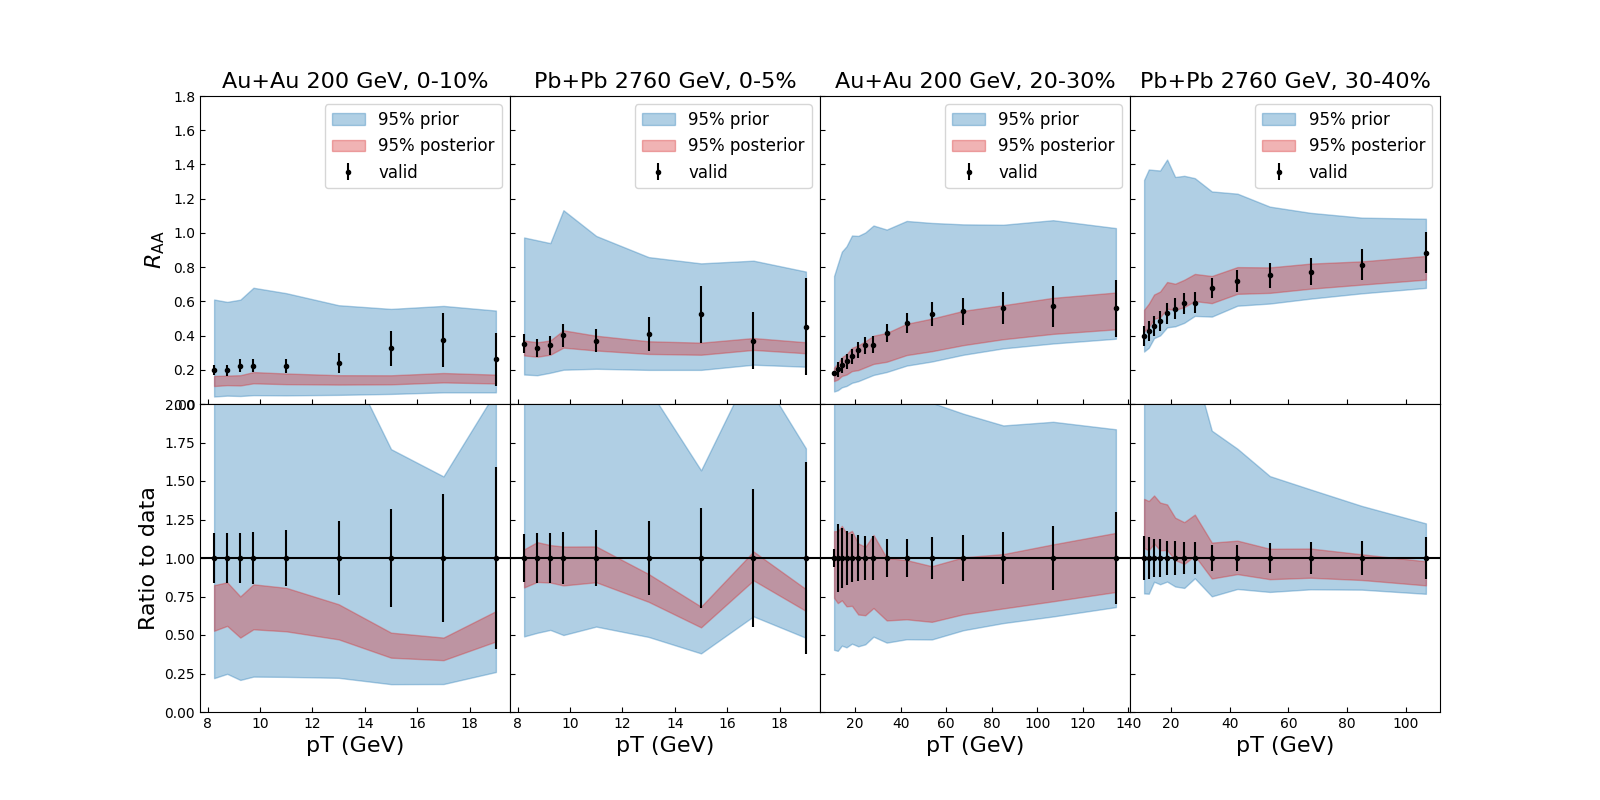 Au+Au 200 GeV, 0-10%
Pb+Pb 2760 GeV, 0-5%
Au+Au 200 GeV, 20-30%
Pb+Pb 2760 GeV, 30-40%
1.8
1.6
1.4
1.2
1.0
0.8
0.6
0.4
0.2
R_AA
95% prior
95% posterior
valid
95% prior
95% posterior
valid
95% prior
95% posterior
valid
95% prior
95% posterior
valid
2.00
1.75
1.50
1.25
1.00
0.75
0.50
0.25
0.00
Ratio to data
8 10 12 14 16 18
8 10 12 14 16 18
20 40 60 80 100 120 140
20 40 60 80 100
pT (GeV)
pT (GeV)
pT (GeV)
pT (GeV)